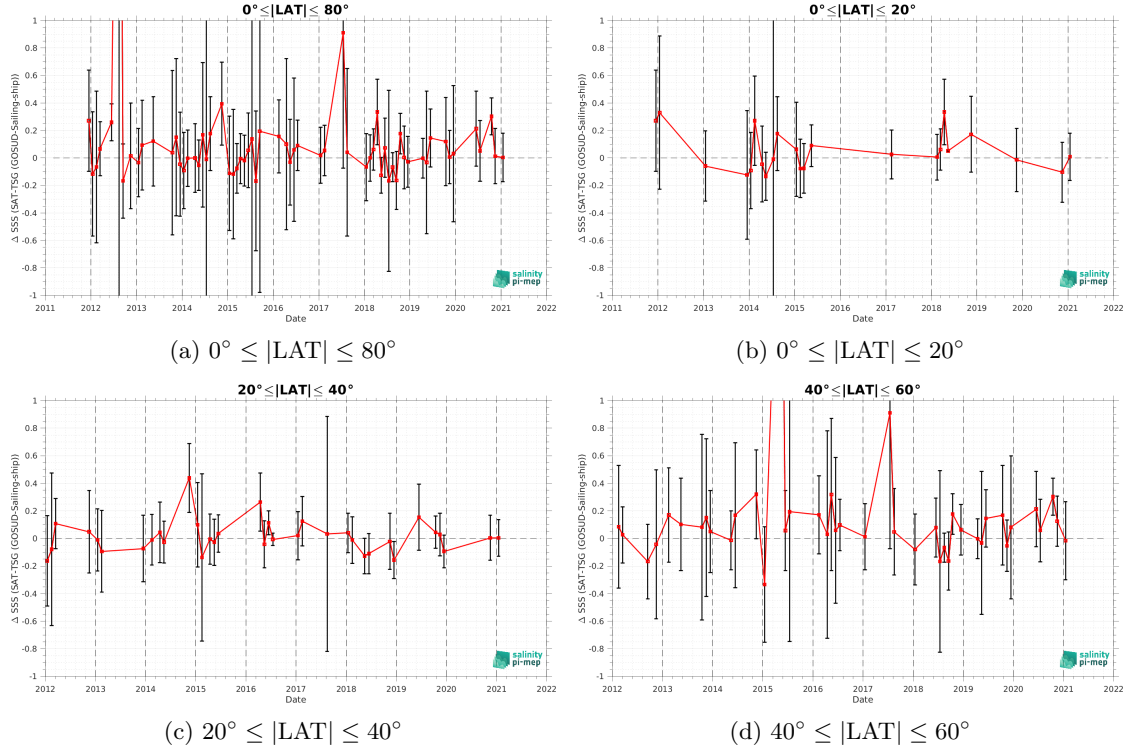 0°≤|LAT|≤ 80°
Δ SSS (SAT-TSG (GOSUD-Sailing-ship))
1
0.8
0.6
0.4
0.2
0
-0.2
-0.4
-0.6
-0.8
-1
2011 2012 2013 2014 2015 2016 2017 2018 2019 2020 2021 2022
Date
salinity
pi-mep
(a) 0° ≤ |LAT| ≤ 80°
0°≤|LAT|≤ 20°
Δ SSS (SAT-TSG (GOSUD-Sailing-ship))
1
0.8
0.6
0.4
0.2
0
-0.2
-0.4
-0.6
-0.8
-1
2011 2012 2013 2014 2015 2016 2017 2018 2019 2020 2021 2022
Date
salinity
pi-mep
(b) 0° ≤ |LAT| ≤ 20°
20°≤|LAT|≤ 40°
Δ SSS (SAT-TSG (GOSUD-Sailing-ship))
1
0.8
0.6
0.4
0.2
0
-0.2
-0.4
-0.6
-0.8
-1
2012 2013 2014 2015 2016 2017 2018 2019 2020 2021 2022
Date
salinity
pi-mep
(c) 20° ≤ |LAT| ≤ 40°
40°≤|LAT|≤ 60°
Δ SSS (SAT-TSG (GOSUD-Sailing-ship))
1
0.8
0.6
0.4
0.2
0
-0.2
-0.4
-0.6
-0.8
-1
2012 2013 2014 2015 2016 2017 2018 2019 2020 2021 2022
Date
salinity
pi-mep
(d) 40° ≤ |LAT| ≤ 60°